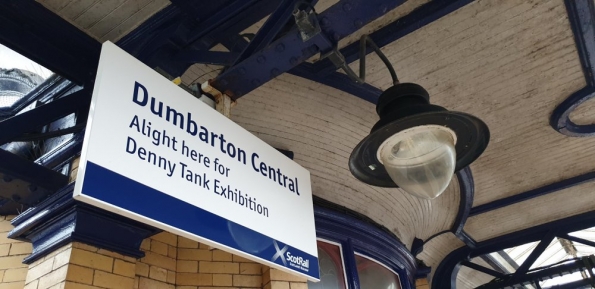 Dumbarton Central
Alight here for
Denny Tank Exhibition
ScotRail